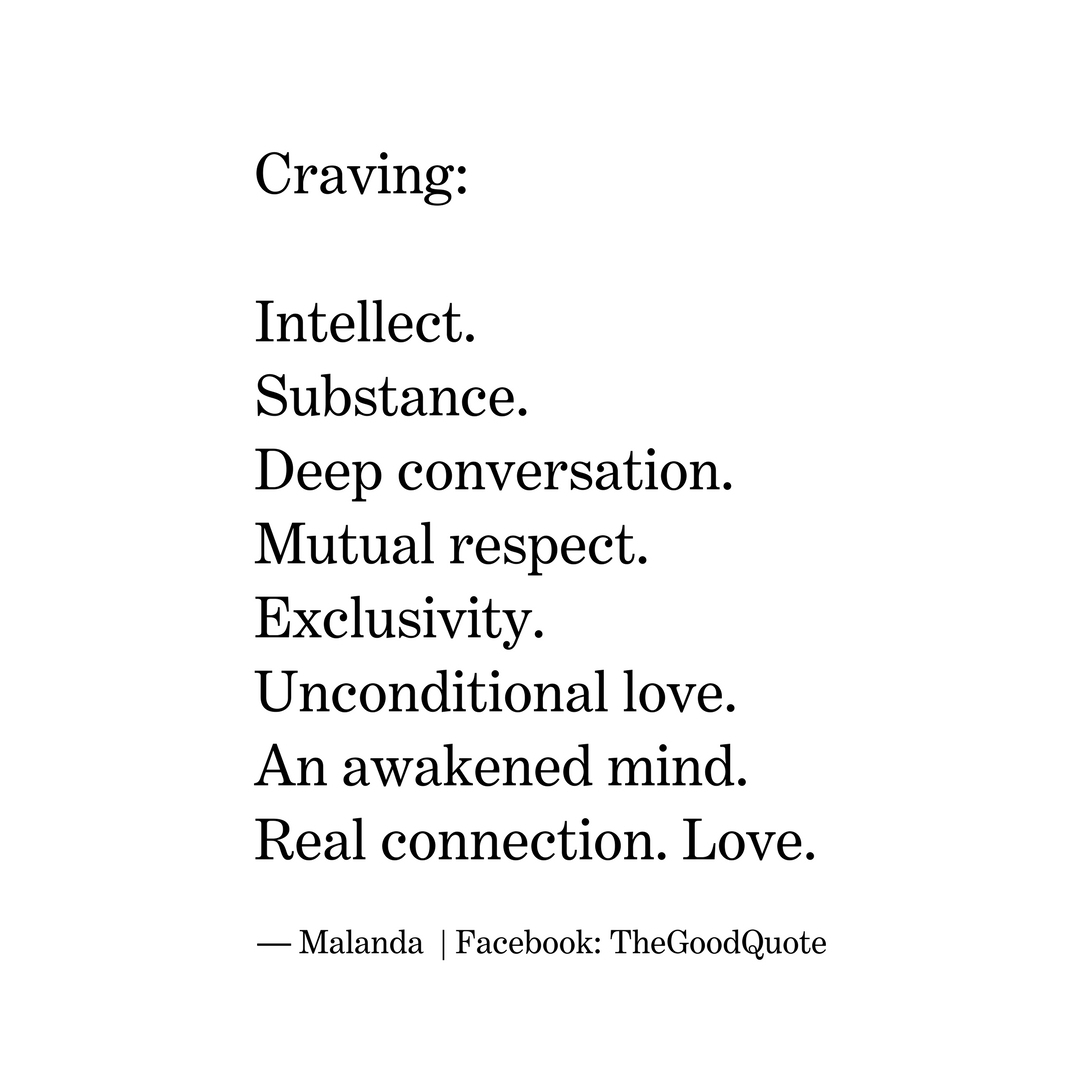 Craving:
Intellect.
Substance.
Deep conversation.
Mutual respect.
Exclusivity.
Unconditional love.
An awakened mind.
Real connection. Love.
— Malanda | Facebook: TheGoodQuote